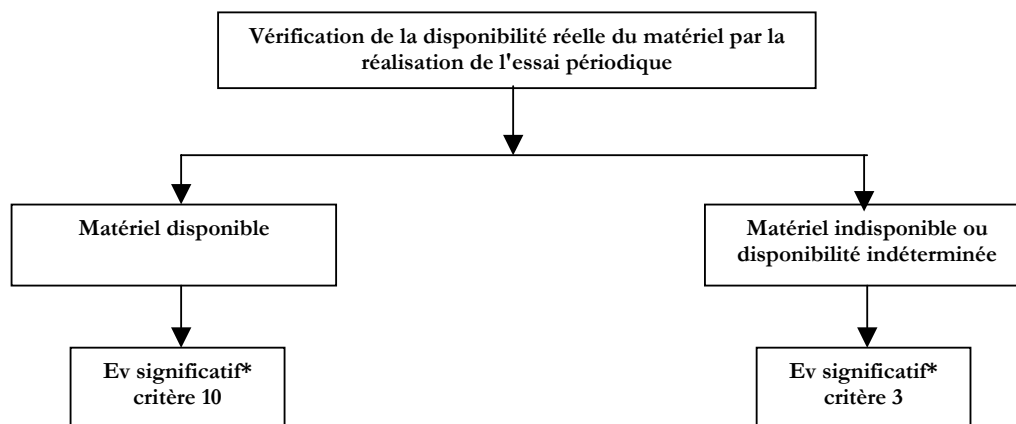 Vérification de la disponibilité réelle du matériel par la
réalisation de l'essai périodique
Matériel disponible
Matériel indisponible ou
disponibilité indéterminée
Ev significatif*
critère 10
Ev significatif*
critère 3